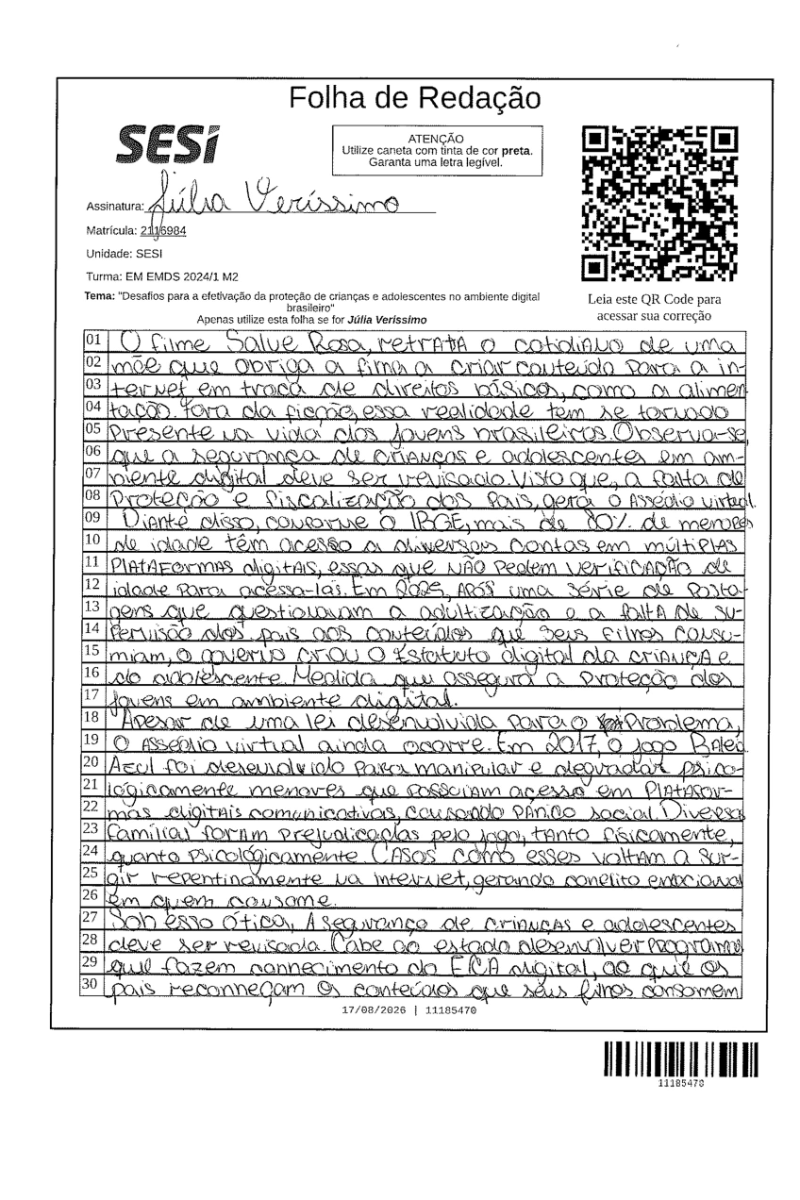 Folha de Redação
SESI
ATENÇÃO
Utilize caneta com tinta de cor preta.
Garanta uma letra legível.
Assinatura: Júlia Veríssimo
Matrícula: 2116984
Unidade: SESI
Turma: EM EMDS 2024/1 M2
Tema: "Desafios para a efetivação da proteção de crianças e adolescentes no ambiente digital
brasileiro"
Apenas utilize esta folha se for Júlia Veríssimo
Leia este QR Code para
acessar sua correção
01 O filme Salve Rosa, retrata o cotidiano de uma
02 mãe que obriga a filha a criar conteúdo para a in-
03 ternet em troca de direitos básicos, como a alimen
04 tação. Fora da ficção, essa realidade tem se tornado
05 Presente na vida dos jovens brasileiros. Observa-se,
06 que a segurança de crianças e adolescentes em am-
07 biente digital deve ser revisado. Visto que, a falta de
08 Proteção e fiscalização dos Pais, gera o Assédio virtual.
09 Diante disso, conforme o IBGE, mais de 80% de menores
10 de idade têm acesso a diversas contas em múltiplas
11 Plataformas digitais, essas que não Pedem verificação de
12 idade Para acessa-las. Em 2025, após uma série de Posta-
13 gens que questionavam a adultização e a falta de su-
14 Pervisão dos pais aos conteúdos que seus filhos consu-
15 miam, o governo criou o Estatuto digital da criança e
16 do adolescente. Medida que assegura a Proteção dos
17 jovens em ambiente digital.
18 Apesar de uma lei desenvolvida para o Problema,
19 O Assédio virtual ainda ocorre. Em 2017, o jogo Baleia
20 Azul foi desenvolvido para manipular e degradar psico-
21 lógicamente menores que possuiam acesso em Platafor-
22 mas digitais comunicativas, causando Pânico social. Diversas
23 familias foram prejudicadas pelo jogo, tanto fisicamente,
24 quanto psicológicamente. Casos como esses voltam a sur-
25 gir repentinamente na internet, gerando conflito emocional
26 em quem consome.
27 Sob essa ótica, A segurança de crianças e adolescentes
28 deve ser revisada. Cabe ao estado desenvolver programas
29 que fazem conhecimento do ECA digital, ao que os
30 pais reconheçam os conteúdos que seus filhos consomem
17/08/2026 | 11185470
11185470